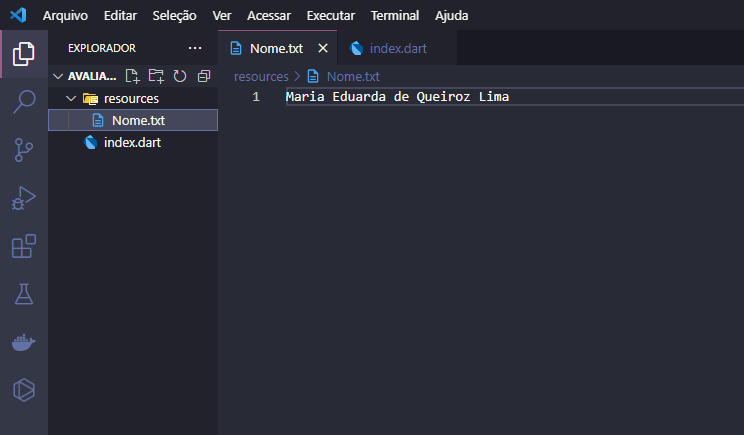 Arquivo Editar Seleção Ver Acessar Executar Terminal Ajuda
EXPLORADOR ...
Nome.txt
index.dart
AVALIA...
resources
Nome.txt
index.dart
resources > Nome.txt
1 Maria Eduarda de Queiroz Lima